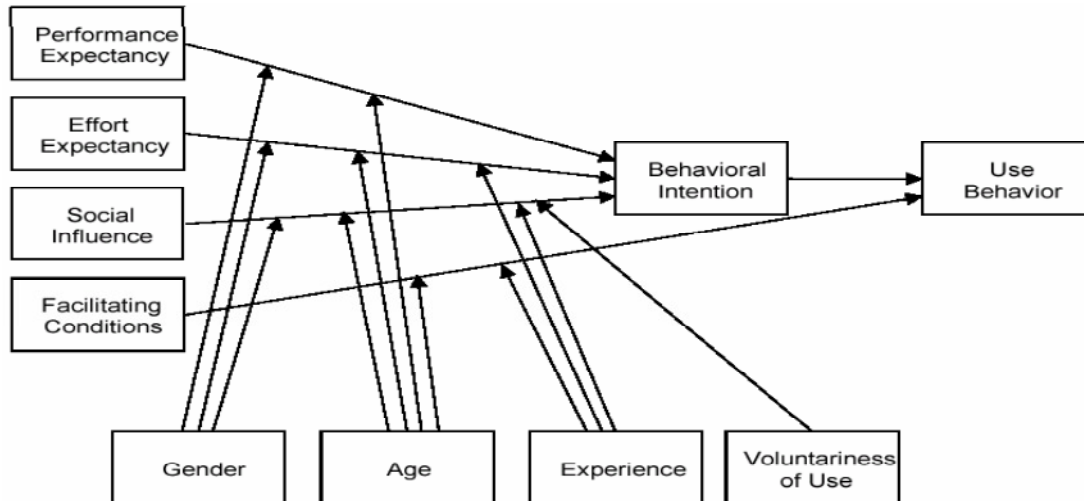 Performance
Expectancy
Effort
Expectancy
Social
Influence
Facilitating
Conditions
Behavioral
Intention
Use
Behavior
Gender
Age
Experience
Voluntariness
of Use